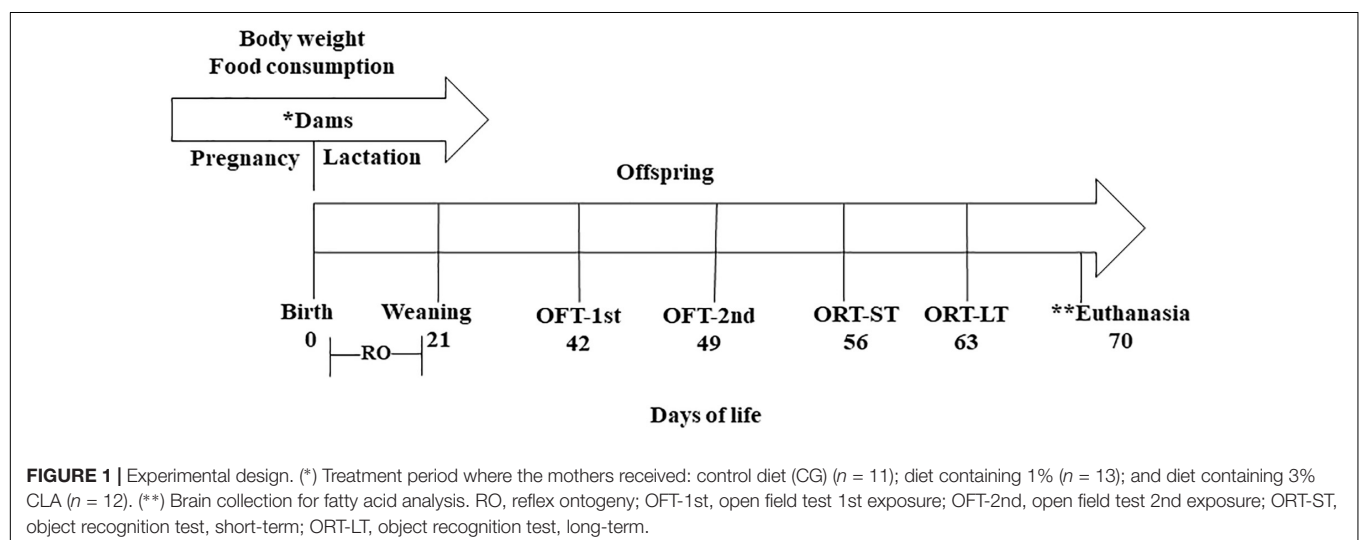 Body weight
Food consumption
*Dams
Pregnancy Lactation
Offspring
Birth Weaning OFT-1st OFT-2nd ORT-ST ORT-LT **Euthanasia
0 21 42 49 56 63 70
RO
Days of life
FIGURE 1 | Experimental design. (*) Treatment period where the mothers received: control diet (CG) (n = 11); diet containing 1% (n = 13); and diet containing 3%
CLA (n = 12). (**) Brain collection for fatty acid analysis. RO, reflex ontogeny; OFT-1st, open field test 1st exposure; OFT-2nd, open field test 2nd exposure; ORT-ST,
object recognition test, short-term; ORT-LT, object recognition test, long-term.